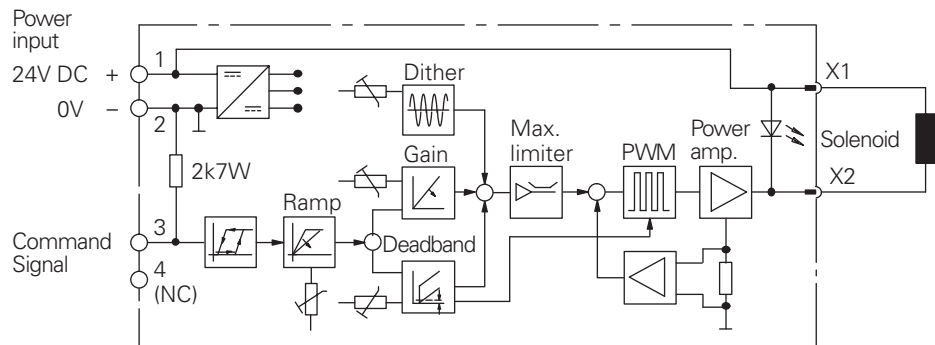 Power
input
1
24V DC +
0V −
2
Dither
X1
Solenoid
X2
Max.
limiter
PWM
Power
amp.
Gain
2k7W
Ramp
Deadband
3
Command
Signal
4
(NC)